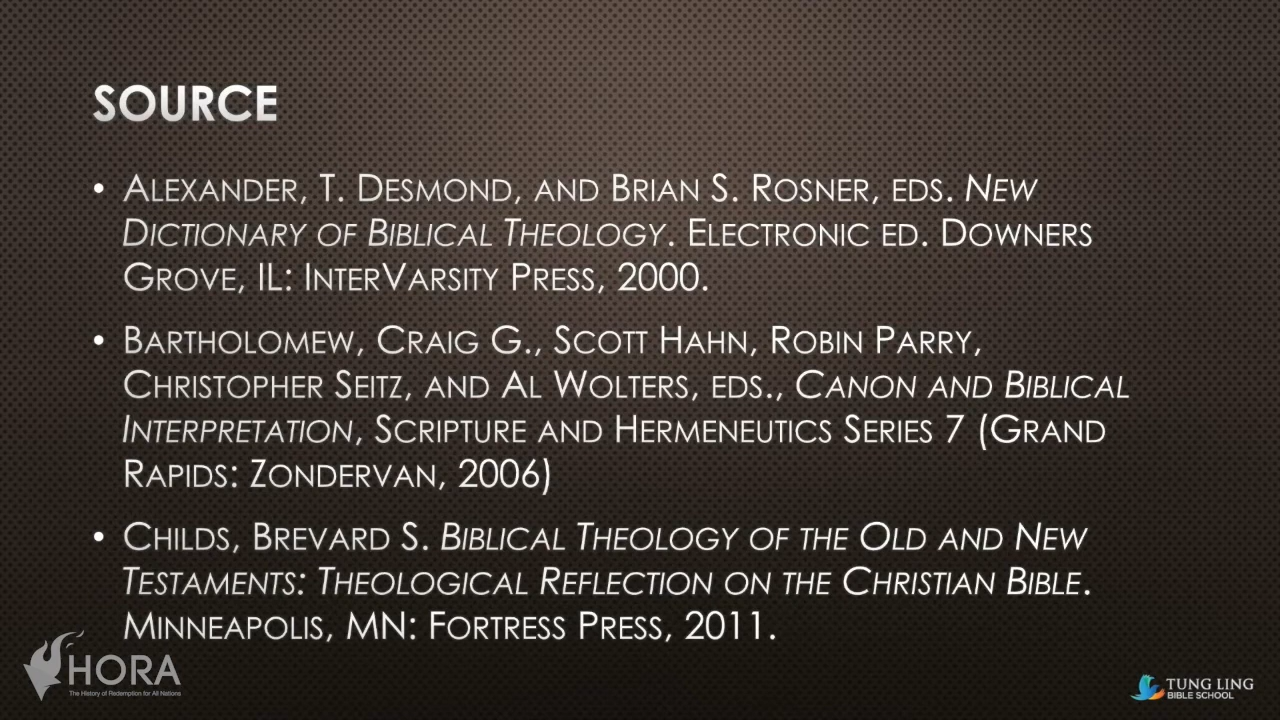 SOURCE
• ALEXANDER, T. DESMOND, AND BRIAN S. ROSNER, EDS. NEW
DICTIONARY OF BIBLICAL THEOLOGY. ELECTRONIC ED. DOWNERS
GROVE, IL: INTERVARSITY PRESS, 2000.
• BARTHOLOMEW, CRAIG G., SCOTT HAHN, ROBIN PARRY,
CHRISTOPHER SEITZ, AND AL WOLTERS, EDS., CANON AND BIBLICAL
INTERPRETATION, SCRIPTURE AND HERMENEUTICS SERIES 7 (GRAND
RAPIDS: ZONDERVAN, 2006)
• CHILDS, BREVARD S. BIBLICAL THEOLOGY OF THE OLD AND NEW
TESTAMENTS: THEOLOGICAL REFLECTION ON THE CHRISTIAN BIBLE.
MINNEAPOLIS, MN: FORTRESS PRESS, 2011.
HORA
The History of Redemption for All Nations
TUNG LING
BIBLE SCHOOL